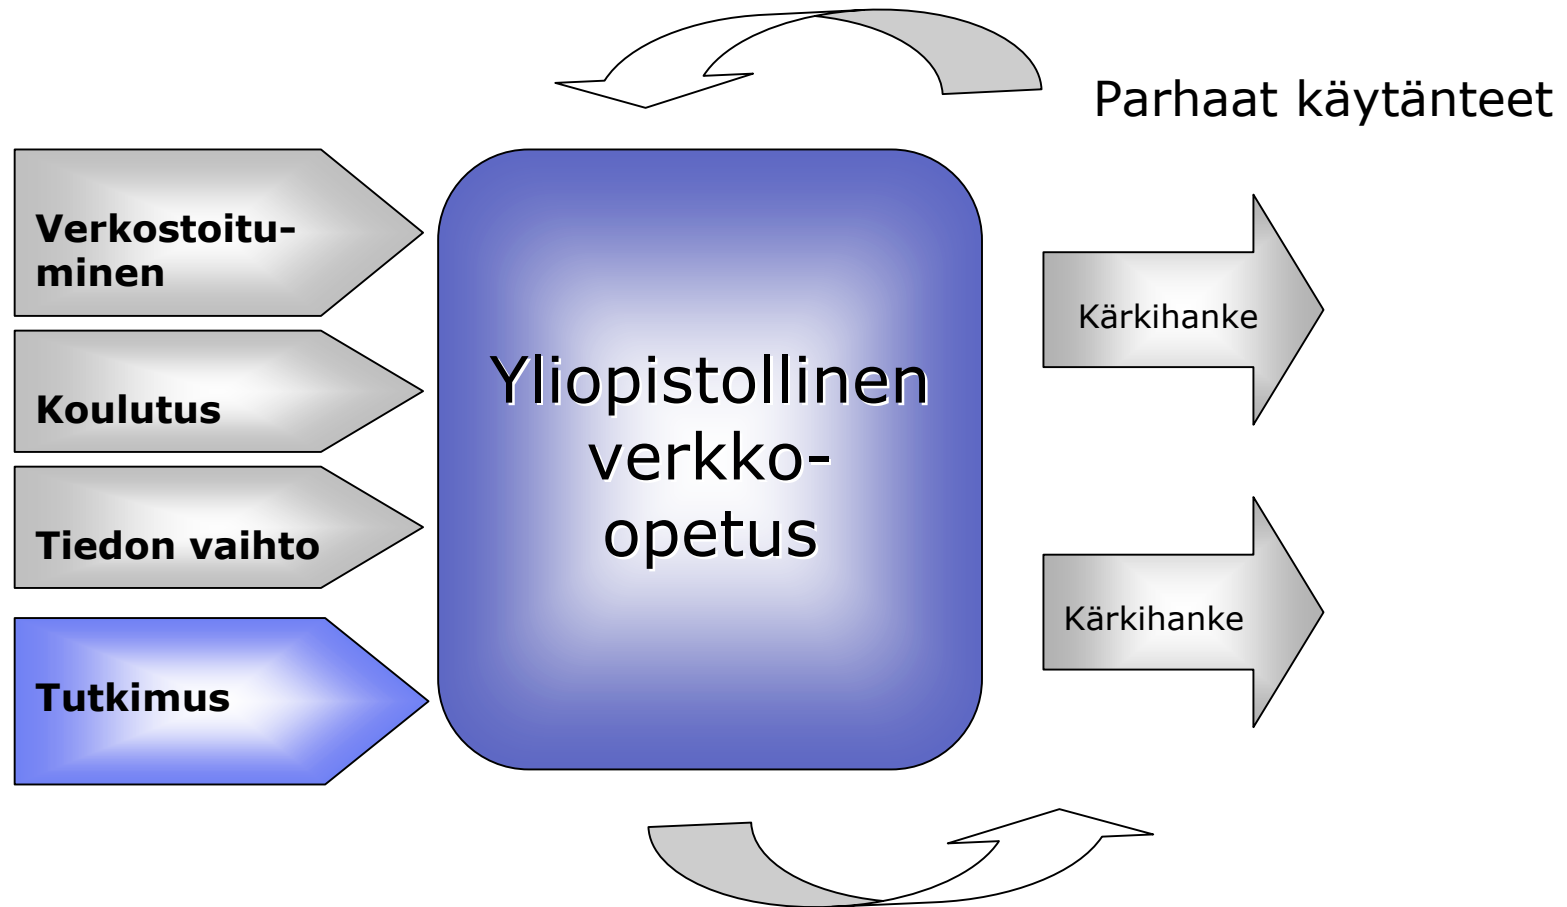 Parhaat käytänteet
Verkostoitu-
minen
Koulutus
Tiedon vaihto
Tutkimus
Yliopistollinen
verkko-
opetus
Kärkihanke
Kärkihanke